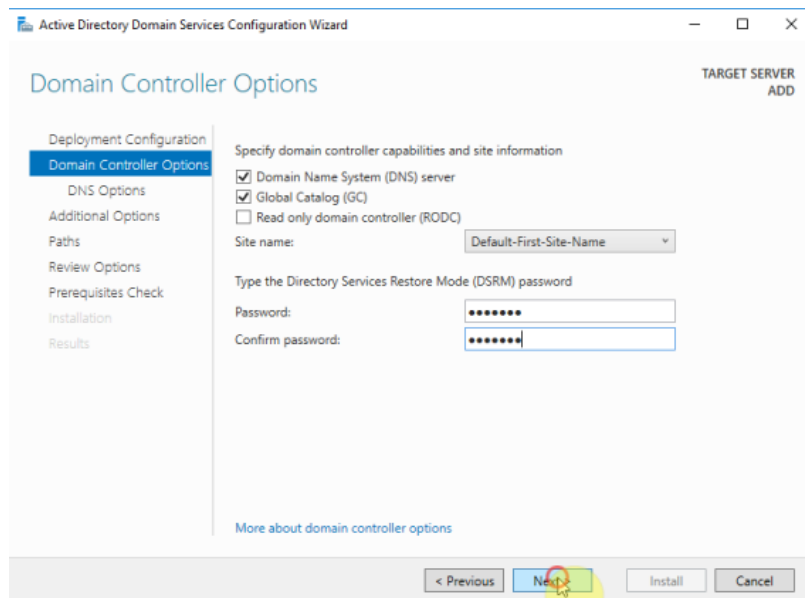 Active Directory Domain Services Configuration Wizard
Domain Controller Options
TARGET SERVER
ADD
Deployment Configuration
Domain Controller Options
DNS Options
Additional Options
Paths
Review Options
Prerequisites Check
Installation
Results
Specify domain controller capabilities and site information
Domain Name System (DNS) server
Global Catalog (GC)
Read only domain controller (RODC)
Site name: Default-First-Site-Name
Type the Directory Services Restore Mode (DSRM) password
Password: •••••••
Confirm password: •••••••
More about domain controller options
< Previous Next > Install Cancel